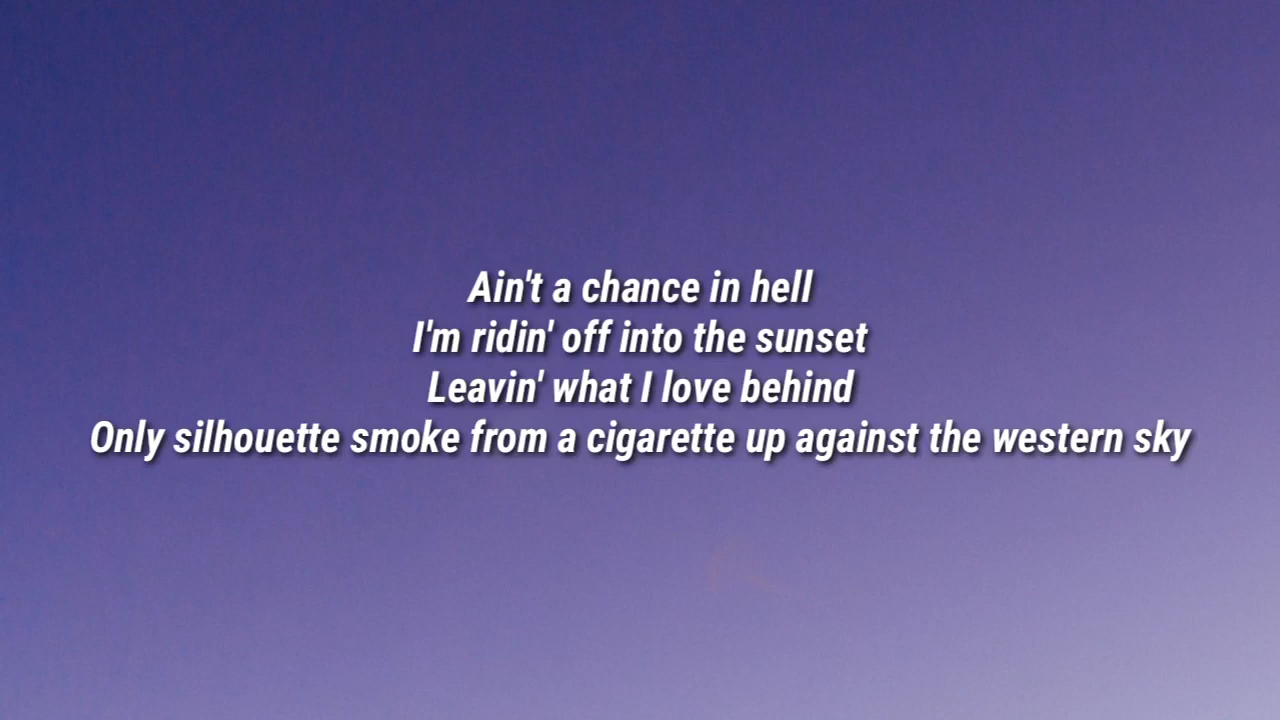 Ain't a chance in hell
I'm ridin' off into the sunset
Leavin' what I love behind
Only silhouette smoke from a cigarette up against the western sky